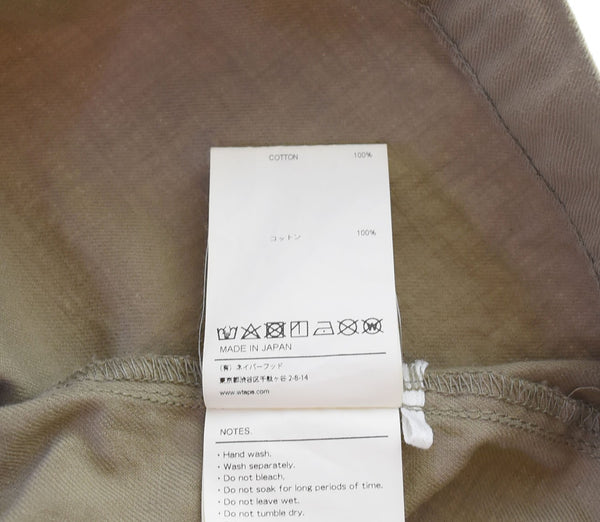 COTTON 100%
コットン 100%
MADE IN JAPAN
(有) ネイバーフッド
東京都渋谷区千駄ヶ谷 2-8-14
www.wtaps.com
NOTES.
・Hand wash.
・Wash separately.
・Do not bleach.
・Do not soak for long periods of time.
・Do not leave wet.
・Do not tumble dry.